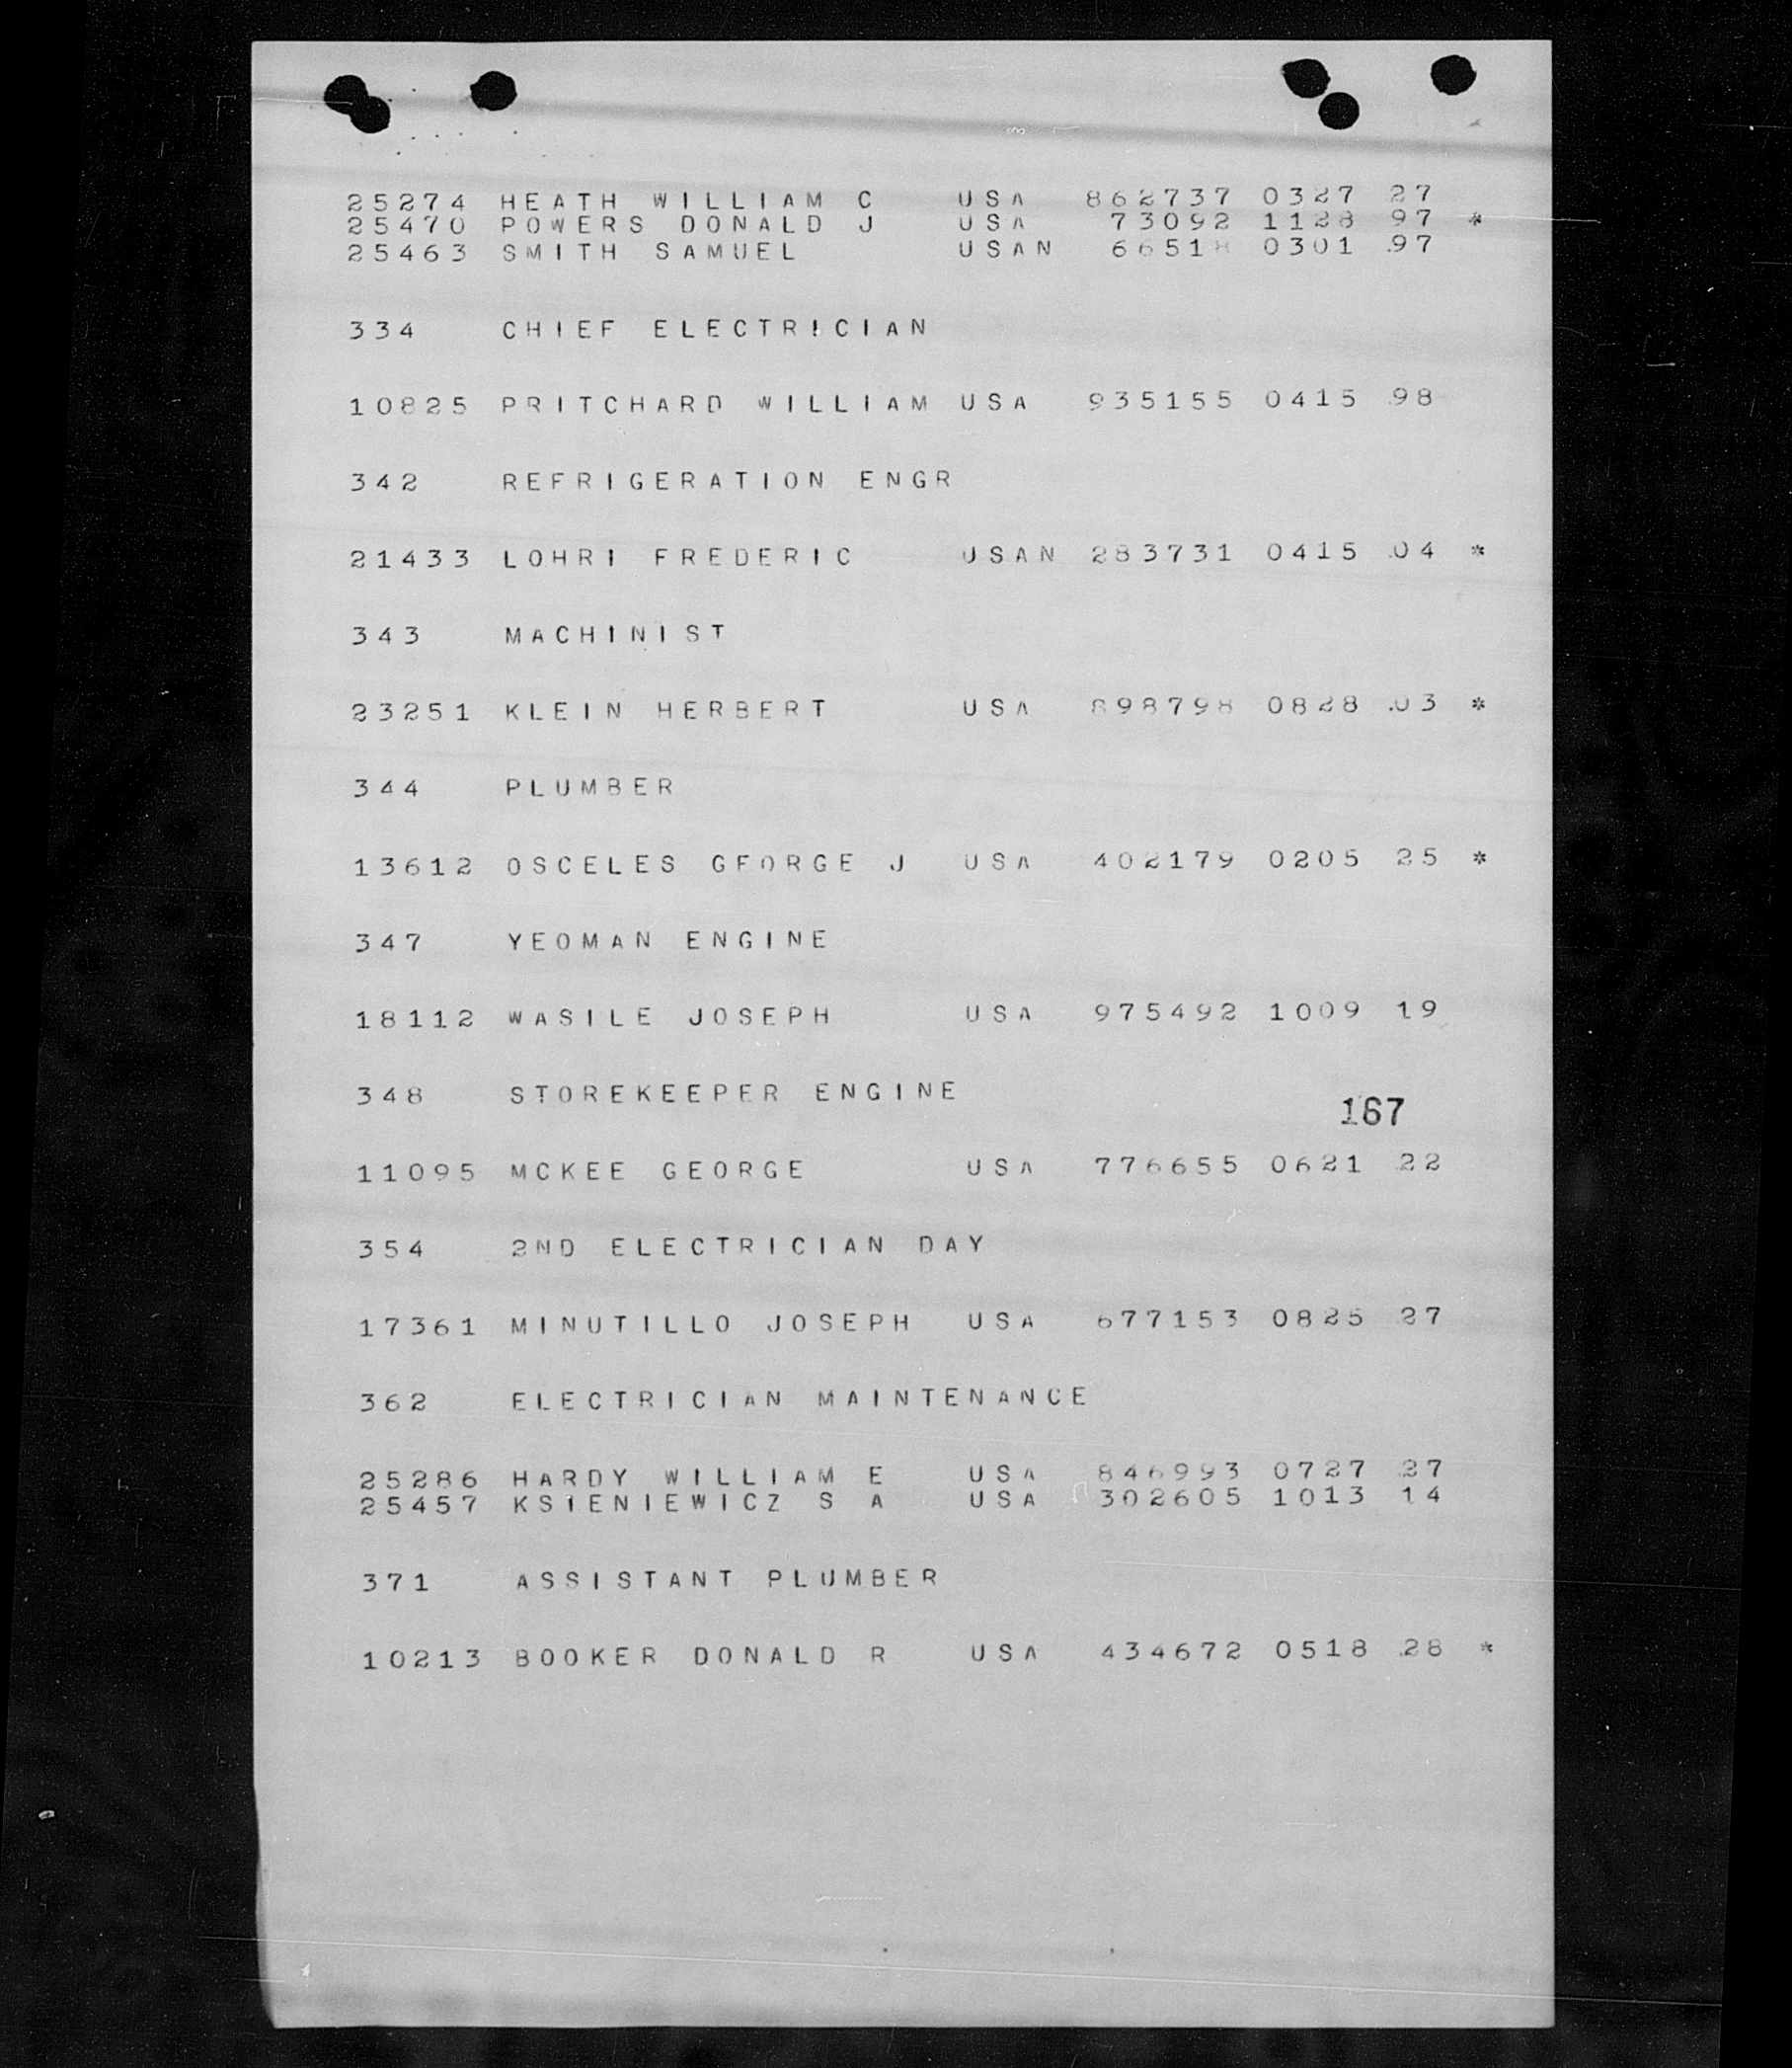 25274 HEATH WILLIAM C USA 862737 0327 27
25470 POWERS DONALD J USA 73092 1128 97 *
25463 SMITH SAMUEL USAN 66518 0301 97
334 CHIEF ELECTRICIAN
10825 PRITCHARD WILLIAM USA 935155 0415 98
342 REFRIGERATION ENGR
21433 LOHRI FREDERIC USAN 283731 0415 04 *
343 MACHINIST
23251 KLEIN HERBERT USA 898798 0828 03 *
344 PLUMBER
13612 OSCELES GEORGE J USA 402179 0205 25 *
347 YEOMAN ENGINE
18112 WASILE JOSEPH USA 975492 1009 19
348 STOREKEEPER ENGINE
167
11095 MCKEE GEORGE USA 776655 0621 22
354 2ND ELECTRICIAN DAY
17361 MINUTILLO JOSEPH USA 677153 0825 27
362 ELECTRICIAN MAINTENANCE
25286 HARDY WILLIAM E USA 846993 0727 27
25457 KSIENIEWICZ S A USA 302605 1013 14
371 ASSISTANT PLUMBER
10213 BOOKER DONALD R USA 434672 0518 28 *